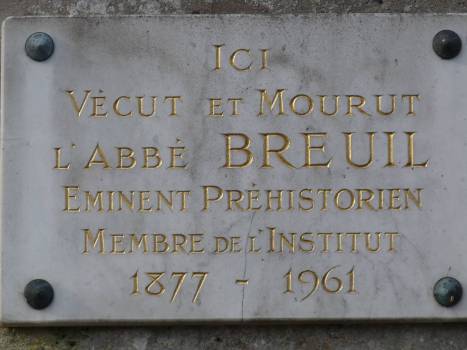 ICI
VÉCUT ET MOURUT
L'ABBÉ BREUIL
EMINENT PRÉHISTORIEN
MEMBRE DE L'INSTITUT
1877 - 1961